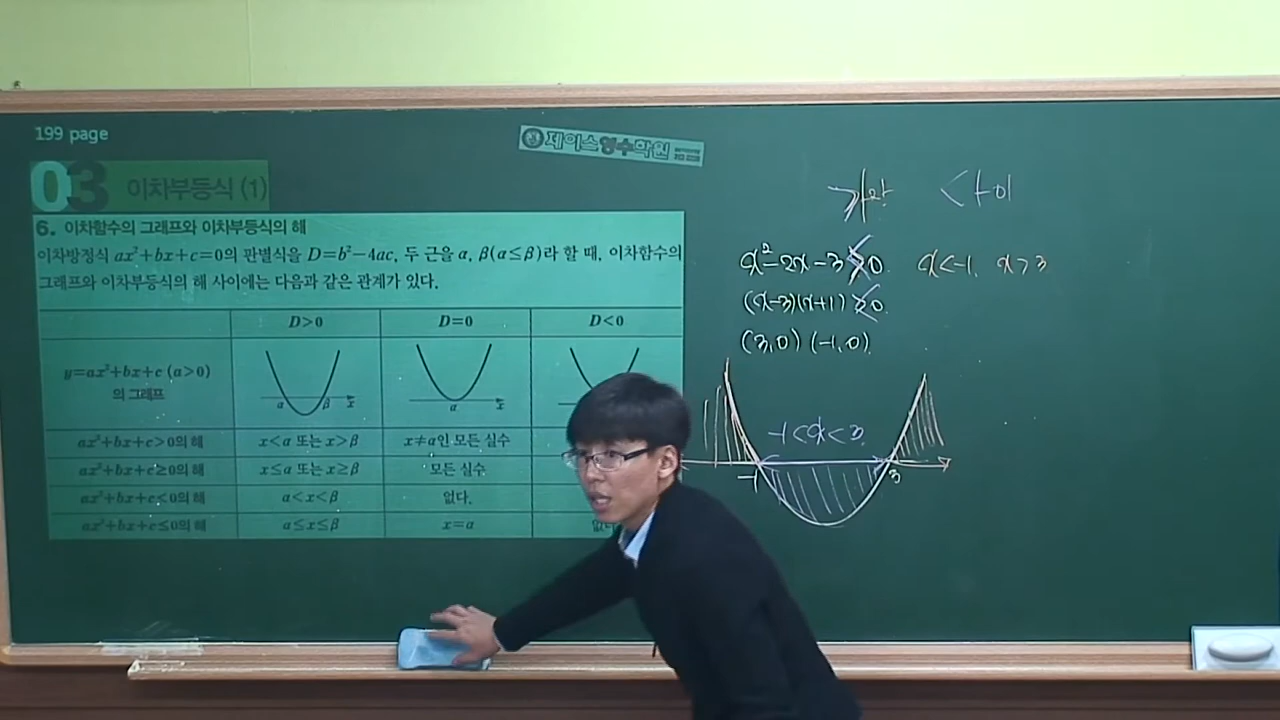 199 page
제이스영수학원
03 이차부등식 (1)
6. 이차함수의 그래프와 이차부등식의 해
이차방정식 ax²+bx+c=0의 판별식을 D=b²-4ac, 두 근을 α, β(α≤β)라 할 때, 이차함수의
그래프와 이차부등식의 해 사이에는 다음과 같은 관계가 있다.
D>0 D=0 D<0
y=ax²+bx+c (a>0)
의 그래프
α β x α x
ax²+bx+c>0의 해 x<α 또는 x>β x≠α인 모든 실수
ax²+bx+c≥0의 해 x≤α 또는 x≥β 모든 실수
ax²+bx+c<0의 해 α<x<β 없다.
ax²+bx+c≤0의 해 α≤x≤β x=α
x²-2x-3>0 x<-1, x>3
(3,0) (-1,0)
-1<x<3
-1 3